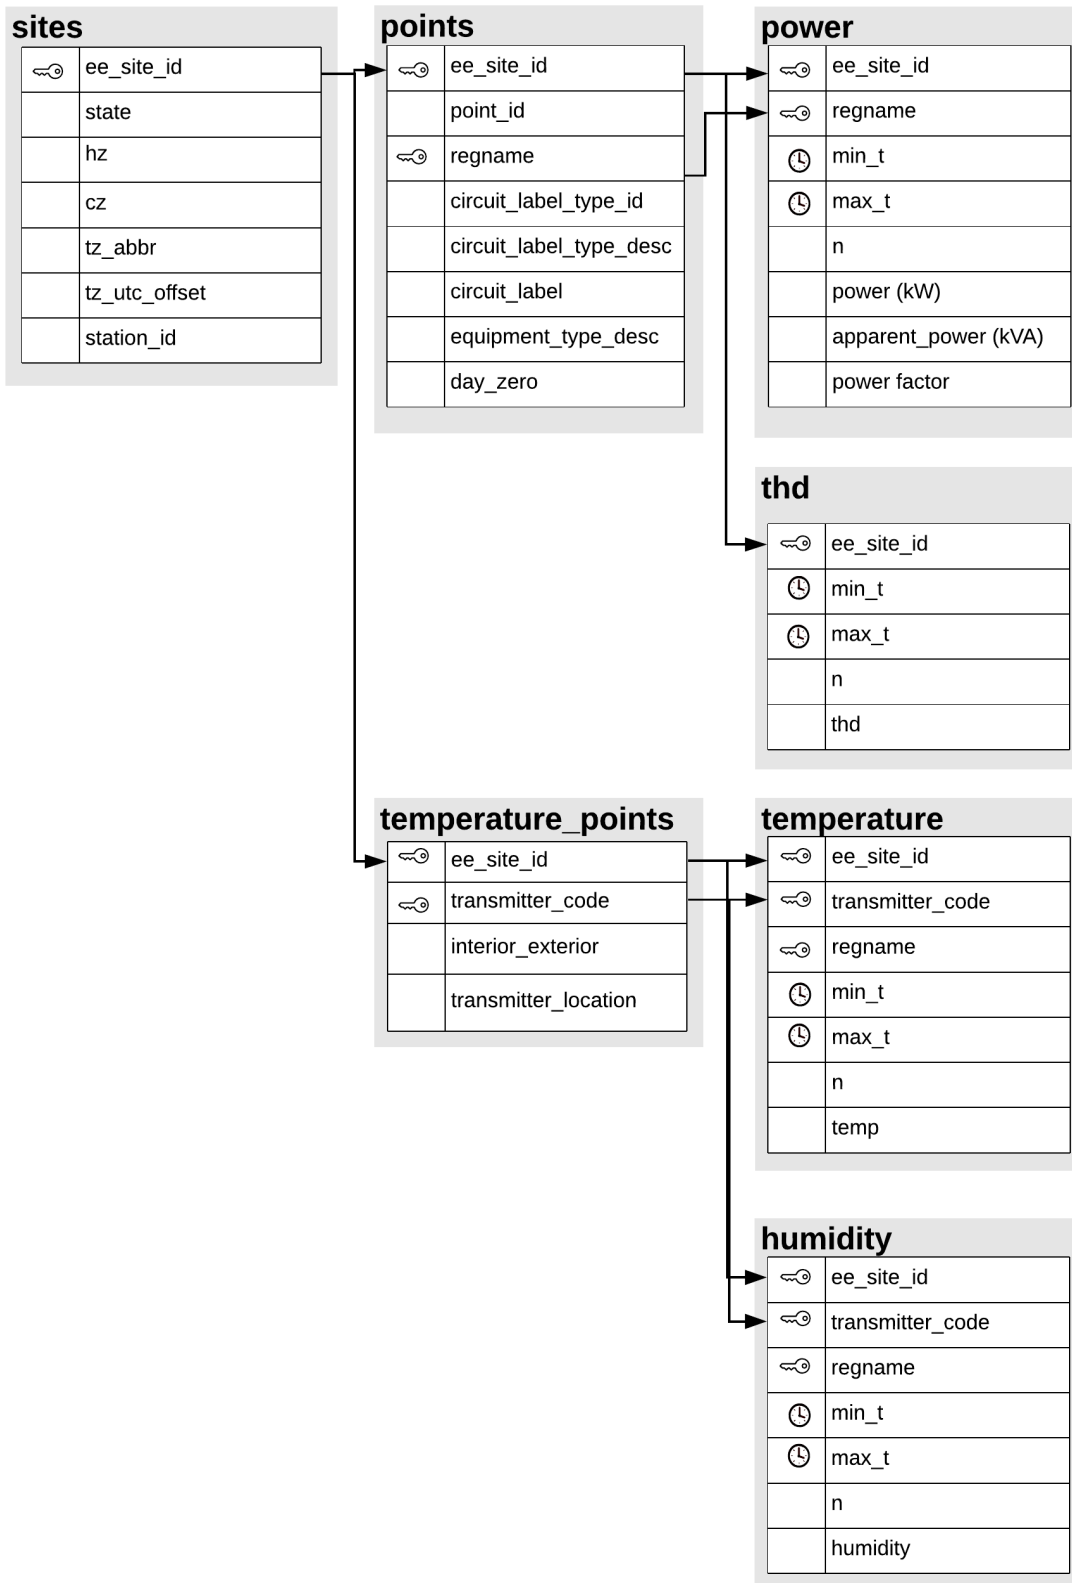 sites
ee_site_id
state
hz
cz
tz_abbr
tz_utc_offset
station_id
points
ee_site_id
point_id
regname
circuit_label_type_id
circuit_label_type_desc
circuit_label
equipment_type_desc
day_zero
power
ee_site_id
regname
min_t
max_t
n
power (kW)
apparent_power (kVA)
power factor
thd
ee_site_id
min_t
max_t
n
thd
temperature_points
ee_site_id
transmitter_code
interior_exterior
transmitter_location
temperature
ee_site_id
transmitter_code
regname
min_t
max_t
n
temp
humidity
ee_site_id
transmitter_code
regname
min_t
max_t
n
humidity